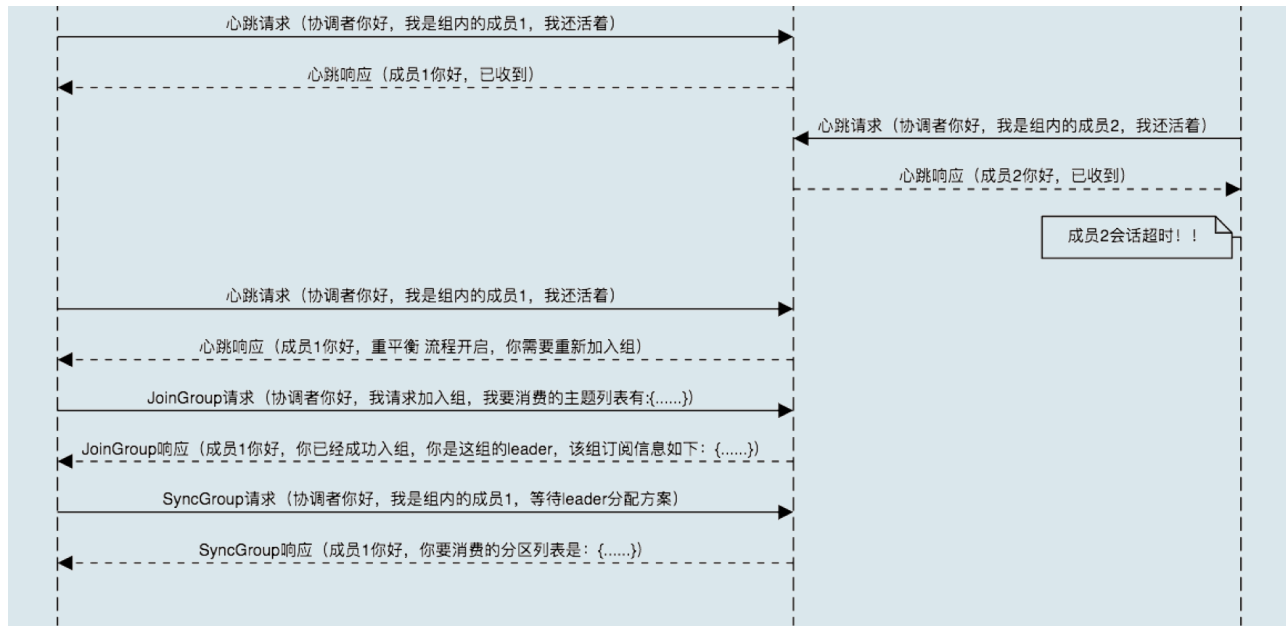 心跳请求（协调者你好，我是组内的成员1，我还活着）
心跳响应（成员1你好，已收到）
心跳请求（协调者你好，我是组内的成员2，我还活着）
心跳响应（成员2你好，已收到）
成员2会话超时！！
心跳请求（协调者你好，我是组内的成员1，我还活着）
心跳响应（成员1你好，重平衡 流程开启，你需要重新加入组）
JoinGroup请求（协调者你好，我请求加入组，我要消费的主题列表有:{......}）
JoinGroup响应（成员1你好，你已经成功入组，你是这组的leader，该组订阅信息如下：{......}）
SyncGroup请求（协调者你好，我是组内的成员1，等待leader分配方案）
SyncGroup响应（成员1你好，你要消费的分区列表是：{......}）